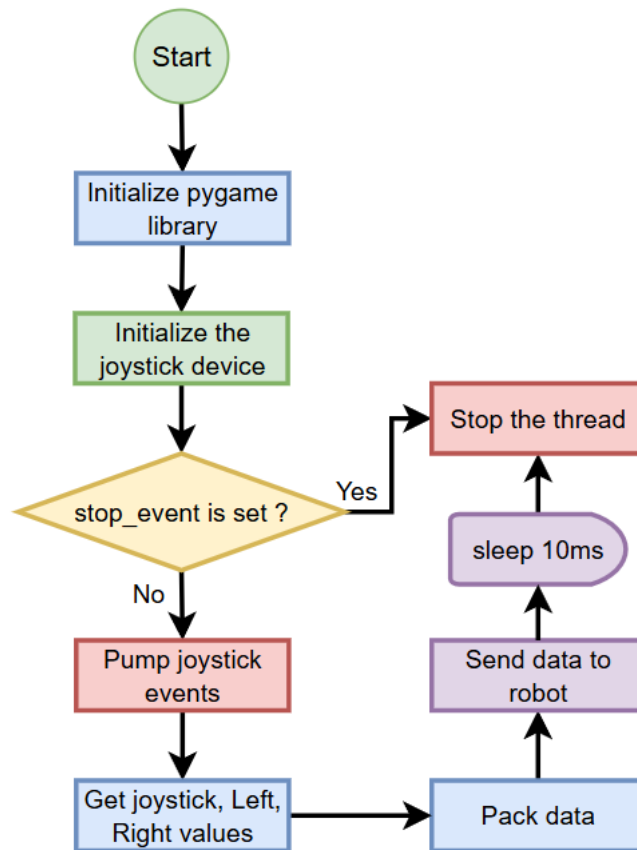 Start
Initialize pygame
library
Initialize the
joystick device
Stop the thread
Yes
stop_event is set ?
sleep 10ms
No
Pump joystick
events
Send data to
robot
Get joystick, Left,
Right values
Pack data